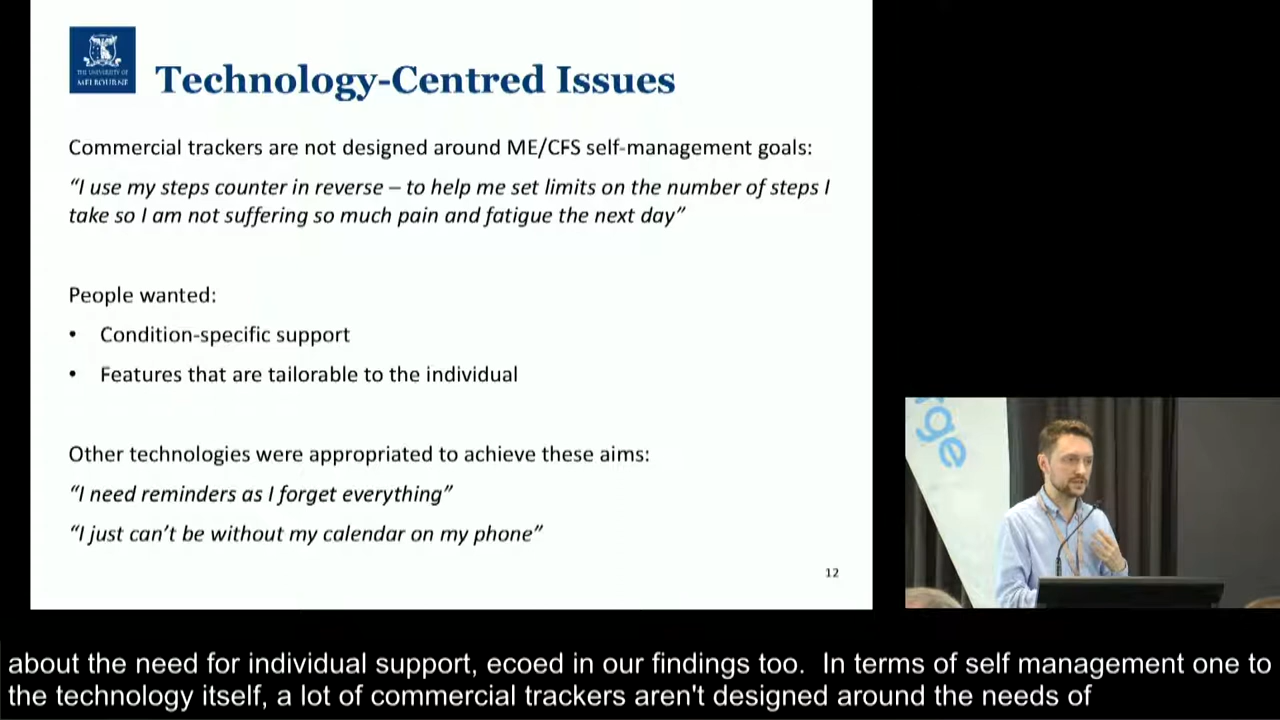 THE UNIVERSITY OF
MELBOURNE
Technology-Centred Issues
Commercial trackers are not designed around ME/CFS self-management goals:
“I use my steps counter in reverse – to help me set limits on the number of steps I
take so I am not suffering so much pain and fatigue the next day”
People wanted:
• Condition-specific support
• Features that are tailorable to the individual
Other technologies were appropriated to achieve these aims:
“I need reminders as I forget everything”
“I just can’t be without my calendar on my phone”
12
rge
about the need for individual support, ecoed in our findings too. In terms of self management one to
the technology itself, a lot of commercial trackers aren't designed around the needs of